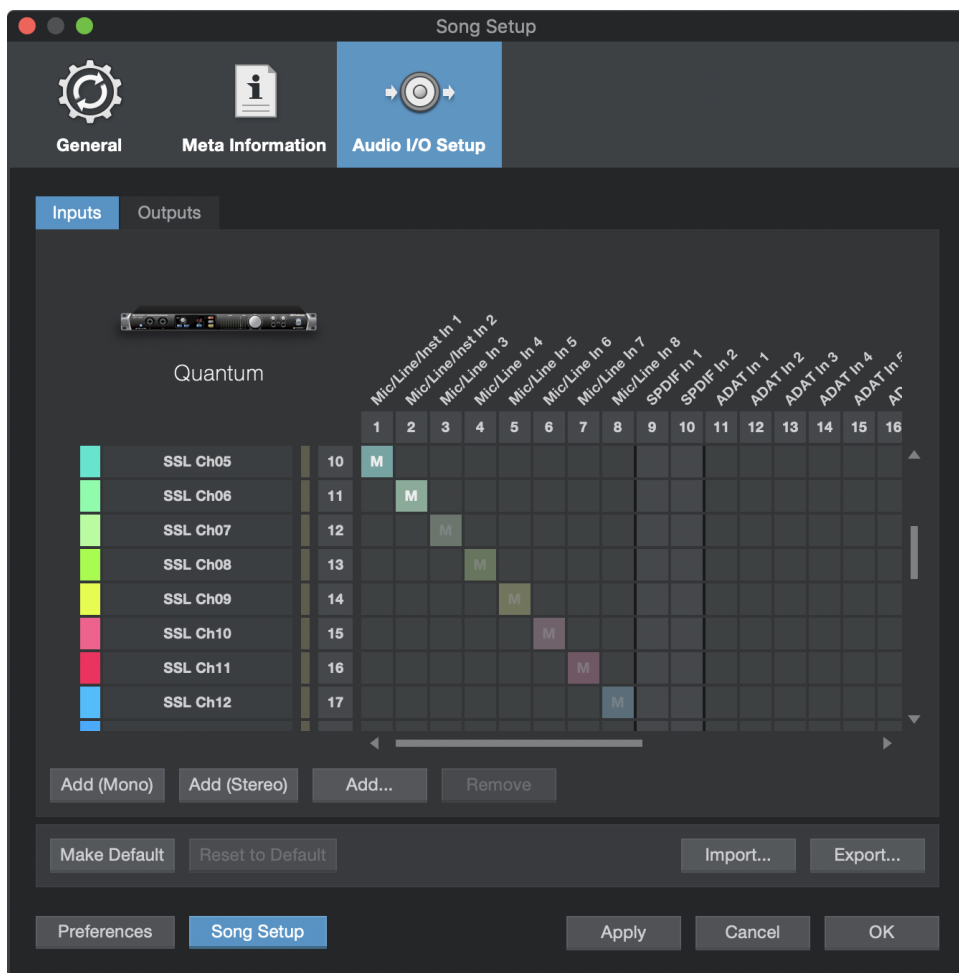 Song Setup
General
Meta Information
Audio I/O Setup
Inputs
Outputs
Quantum
Mic/Line/Inst In 1
Mic/Line/Inst In 2
Mic/Line In 3
Mic/Line In 4
Mic/Line In 5
Mic/Line In 6
Mic/Line In 7
Mic/Line In 8
SPDIF In 1
SPDIF In 2
ADAT In 1
ADAT In 2
ADAT In 3
ADAT In 4
ADAT In 5
1 2 3 4 5 6 7 8 9 10 11 12 13 14 15 16
SSL Ch05 10 M
SSL Ch06 11 M
SSL Ch07 12 M
SSL Ch08 13 M
SSL Ch09 14 M
SSL Ch10 15 M
SSL Ch11 16 M
SSL Ch12 17 M
Add (Mono) Add (Stereo) Add... Remove
Make Default Reset to Default Import... Export...
Preferences Song Setup Apply Cancel OK